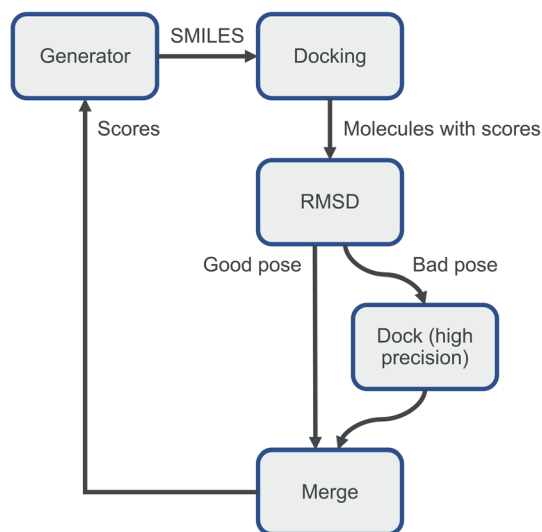 Generator
SMILES
Docking
Scores
Molecules with scores
RMSD
Good pose
Bad pose
Dock (high
precision)
Merge